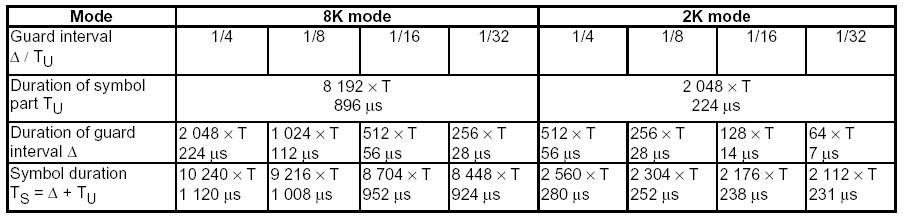 Mode 8K mode 2K mode
Guard interval 1/4 1/8 1/16 1/32 1/4 1/8 1/16 1/32
Δ / TU
Duration of symbol 8 192 × T 2 048 × T
part TU 896 µs 224 µs
Duration of guard 2 048 × T 1 024 × T 512 × T 256 × T 512 × T 256 × T 128 × T 64 × T
interval Δ 224 µs 112 µs 56 µs 28 µs 56 µs 28 µs 14 µs 7 µs
Symbol duration 10 240 × T 9 216 × T 8 704 × T 8 448 × T 2 560 × T 2 304 × T 2 176 × T 2 112 × T
TS = Δ + TU 1 120 µs 1 008 µs 952 µs 924 µs 280 µs 252 µs 238 µs 231 µs